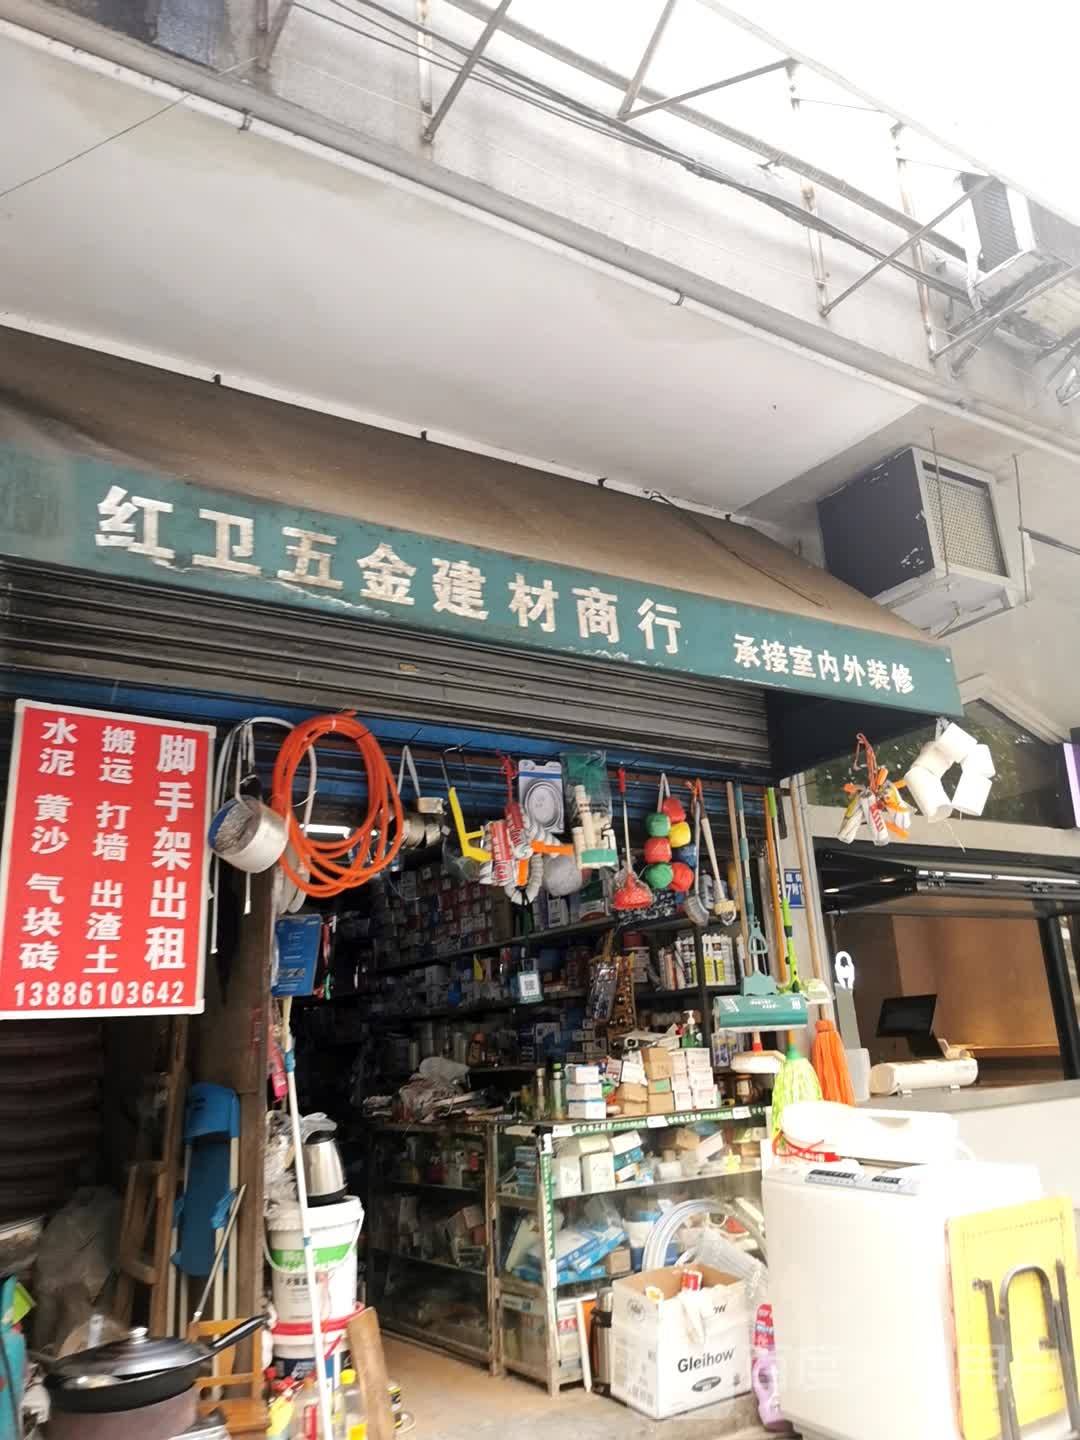 红卫五金建材商行 承接室内外装修
脚手架出租
搬运 打墙 出渣土
水泥 黄沙 气块砖
13886103642
Gleihow